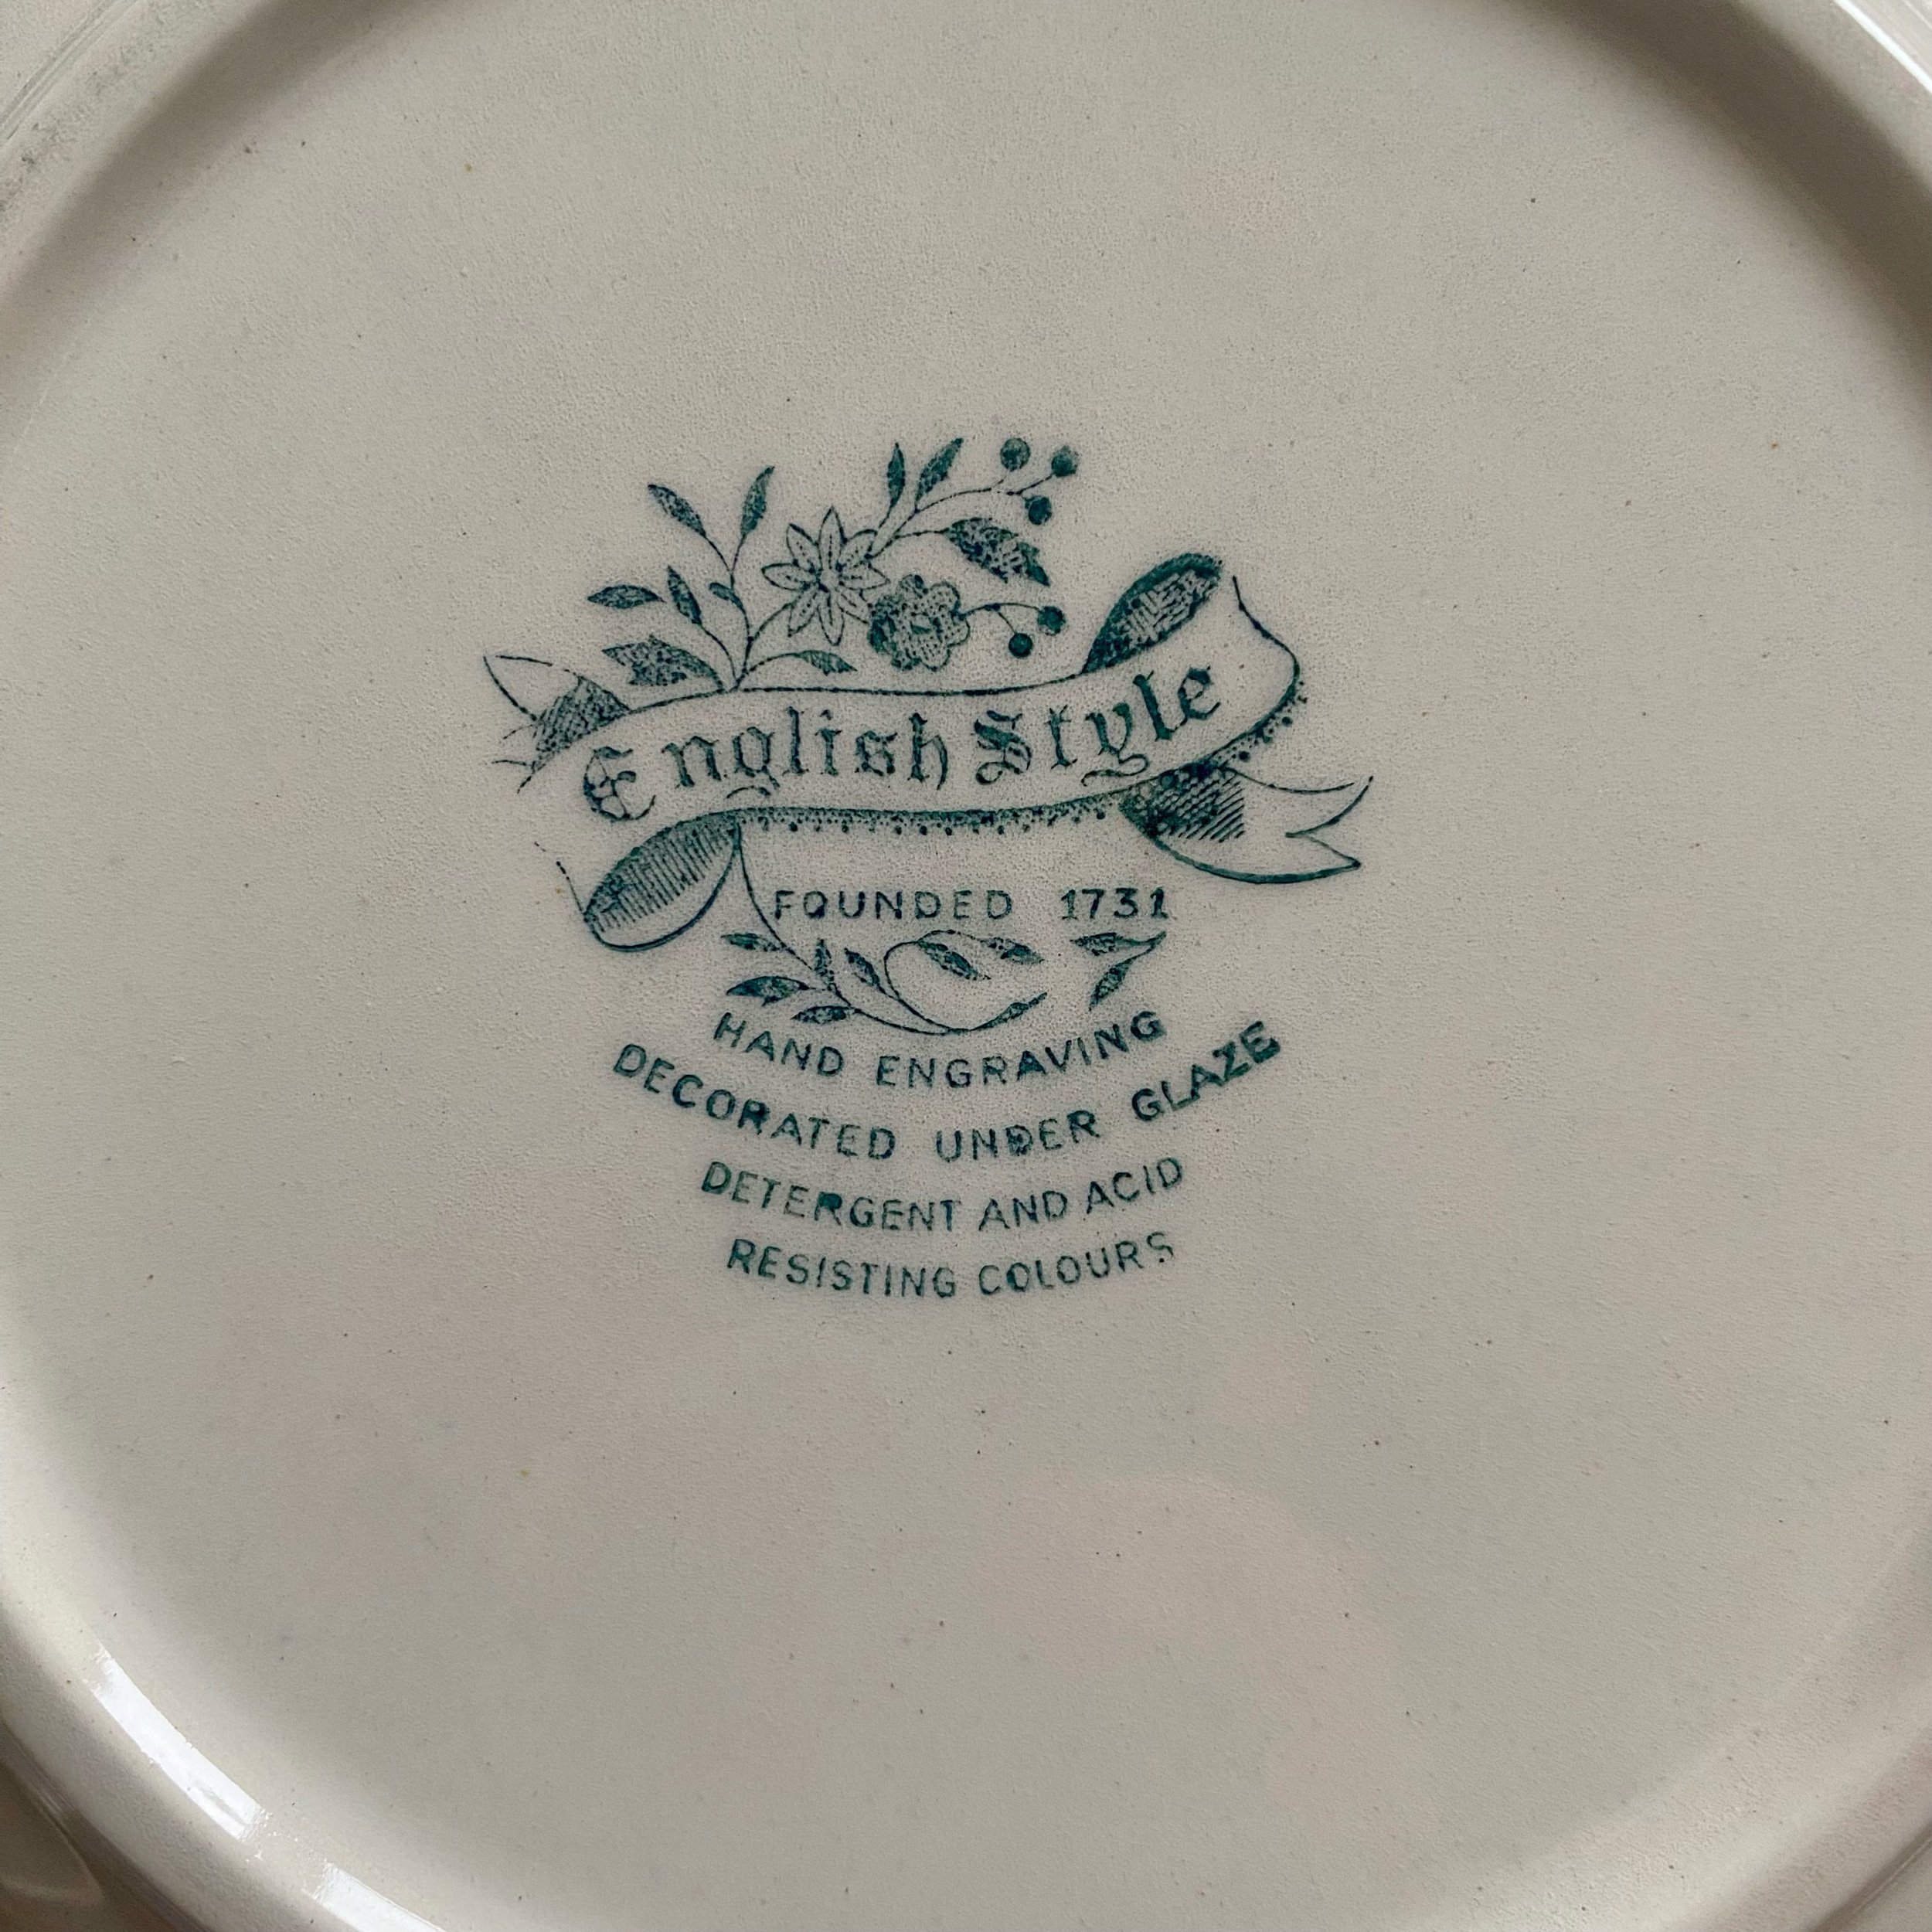 English Style
FOUNDED 1731
HAND ENGRAVING
DECORATED UNDER GLAZE
DETERGENT AND ACID
RESISTING COLOURS